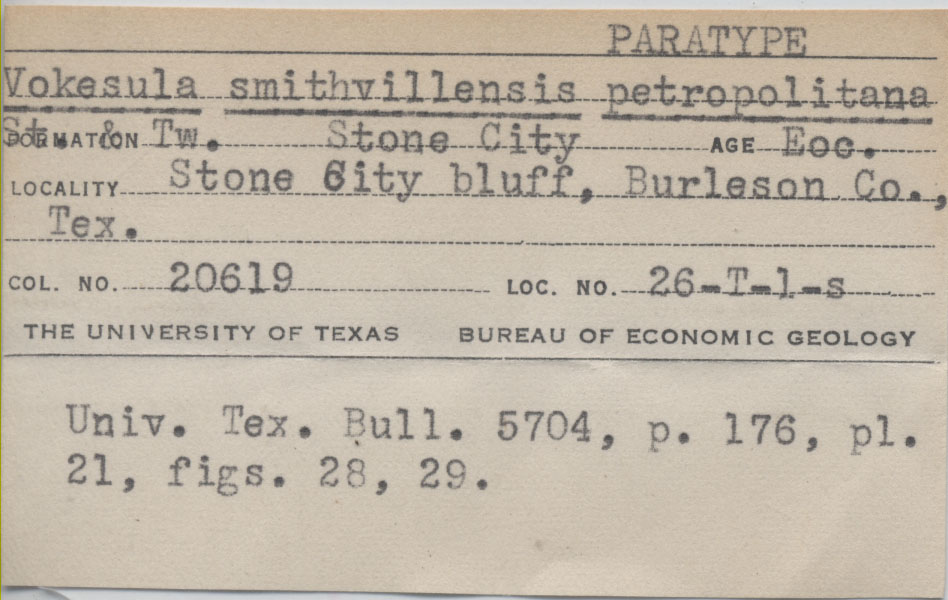 PARATYPE
Vokesula smithvillensis petropolitana
St. & Tw.
FORMATION Stone City AGE Eoc.
LOCALITY Stone City bluff, Burleson Co.,
Tex.
COL. NO. 20619 LOC. NO. 26-T-1-s
THE UNIVERSITY OF TEXAS BUREAU OF ECONOMIC GEOLOGY
Univ. Tex. Bull. 5704, p. 176, pl.
21, figs. 28, 29.